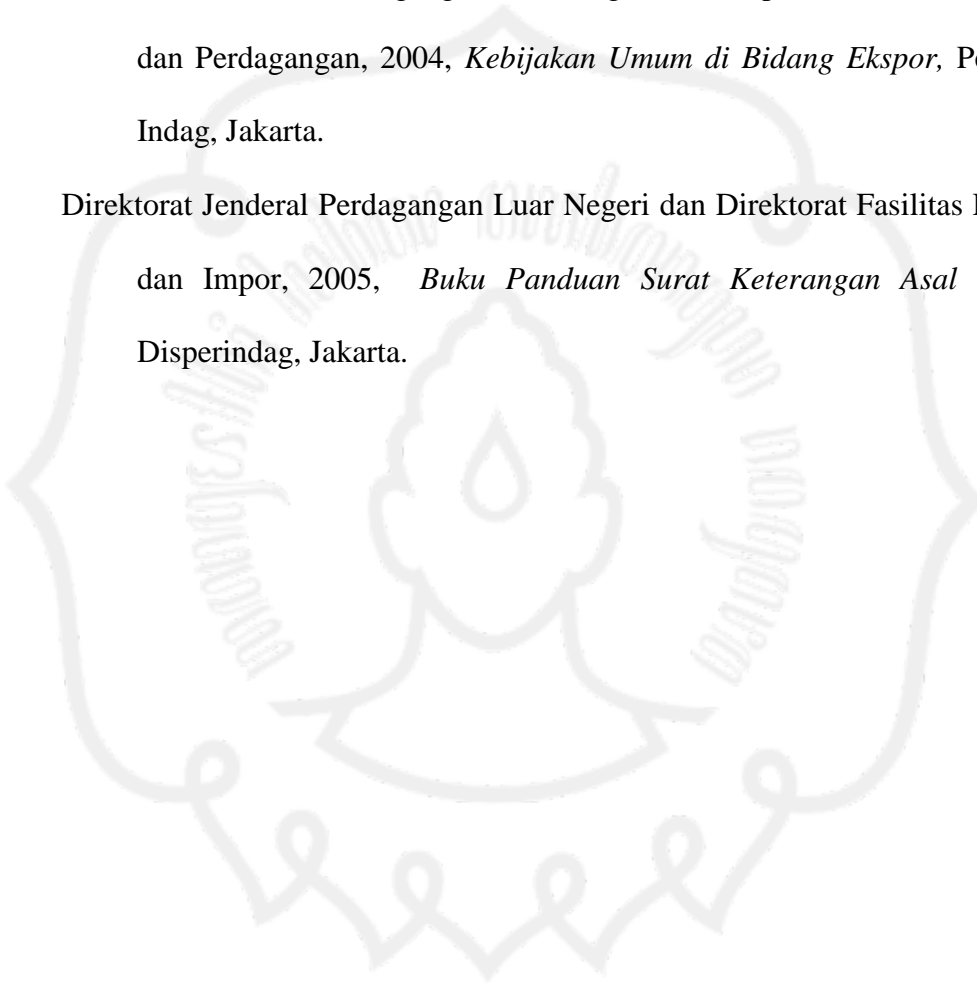 dan Perdagangan, 2004, Kebijakan Umum di Bidang Ekspor,
Indag, Jakarta.
Direktorat Jenderal Perdagangan Luar Negeri dan Direktorat Fasilitas
dan Impor, 2005, Buku Panduan Surat Keterangan Asal
Disperindag, Jakarta.